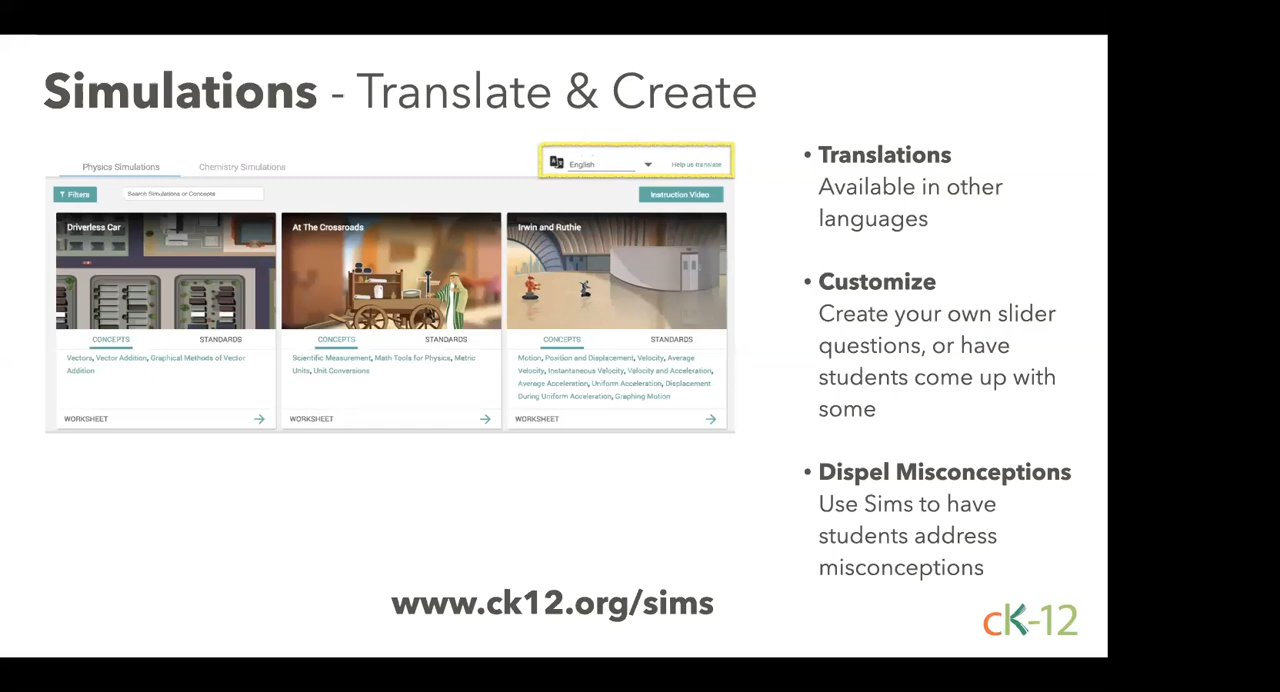 Simulations - Translate & Create
Physics Simulations
Chemistry Simulations
English
Help us translate
Filters
Search Simulations or Concepts
Instruction Video
Driverless Car
CONCEPTS
STANDARDS
Vectors, Vector Addition, Graphical Methods of Vector
Addition
WORKSHEET
At The Crossroads
CONCEPTS
STANDARDS
Scientific Measurement, Math Tools for Physics, Metric
Units, Unit Conversions
WORKSHEET
Irwin and Ruthie
CONCEPTS
STANDARDS
Motion, Position and Displacement, Velocity, Average
Velocity, Instantaneous Velocity, Velocity and Acceleration,
Average Acceleration, Uniform Acceleration, Displacement
During Uniform Acceleration, Graphing Motion
WORKSHEET
• Translations
Available in other
languages
• Customize
Create your own slider
questions, or have
students come up with
some
• Dispel Misconceptions
Use Sims to have
students address
misconceptions
www.ck12.org/sims
cK-12